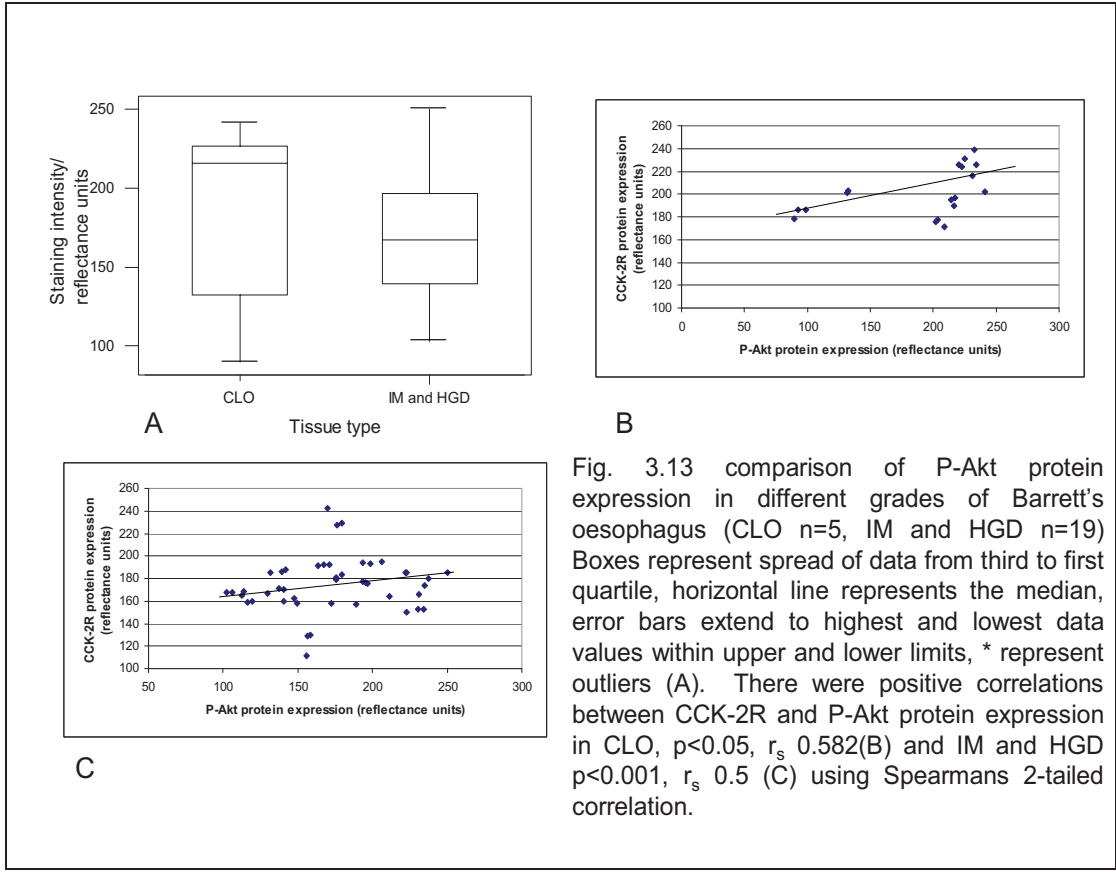 250
200
150
100
Staining intensity/
reflectance units
CLO
IM and HGD
Tissue type
A
260
240
220
200
180
160
140
120
100
0
50
100
150
200
250
300
CCK-2R protein expression
(reflectance units)
P-Akt protein expression (reflectance units)
B
260
240
220
200
180
160
140
120
100
50
100
150
200
250
300
CCK-2R protein expression
(reflectance units)
P-Akt protein expression (reflectance units)
C
Fig. 3.13 comparison of P-Akt protein
expression in different grades of Barrett's
oesophagus (CLO n=5, IM and HGD n=19)
Boxes represent spread of data from third to first
quartile, horizontal line represents the median,
error bars extend to highest and lowest data
values within upper and lower limits, * represent
outliers (A). There were positive correlations
between CCK-2R and P-Akt protein expression
in CLO, p<0.05, rs 0.582(B) and IM and HGD
p<0.001, rs 0.5 (C) using Spearmans 2-tailed
correlation.